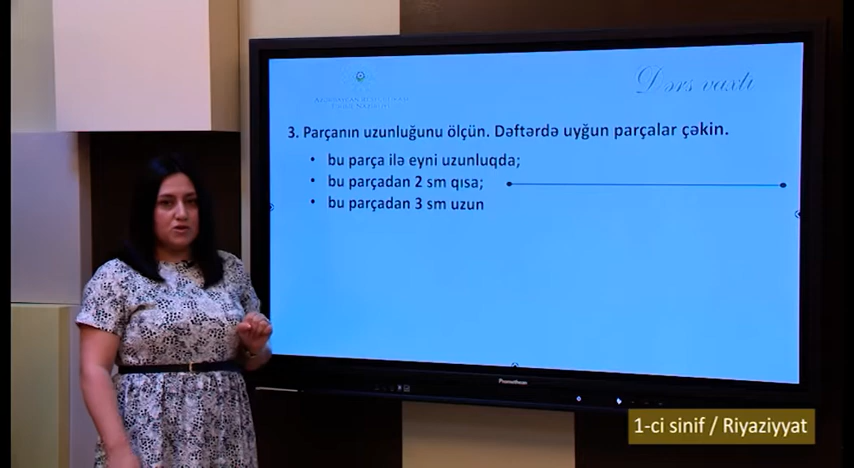 Dərs vaxtı
3. Parçanın uzunluğunu ölçün. Dəftərdə uyğun parçalar çəkin.
• bu parça ilə eyni uzunluqda;
• bu parçadan 2 sm qısa;
• bu parçadan 3 sm uzun
Promethean
1-ci sinif / Riyaziyyat